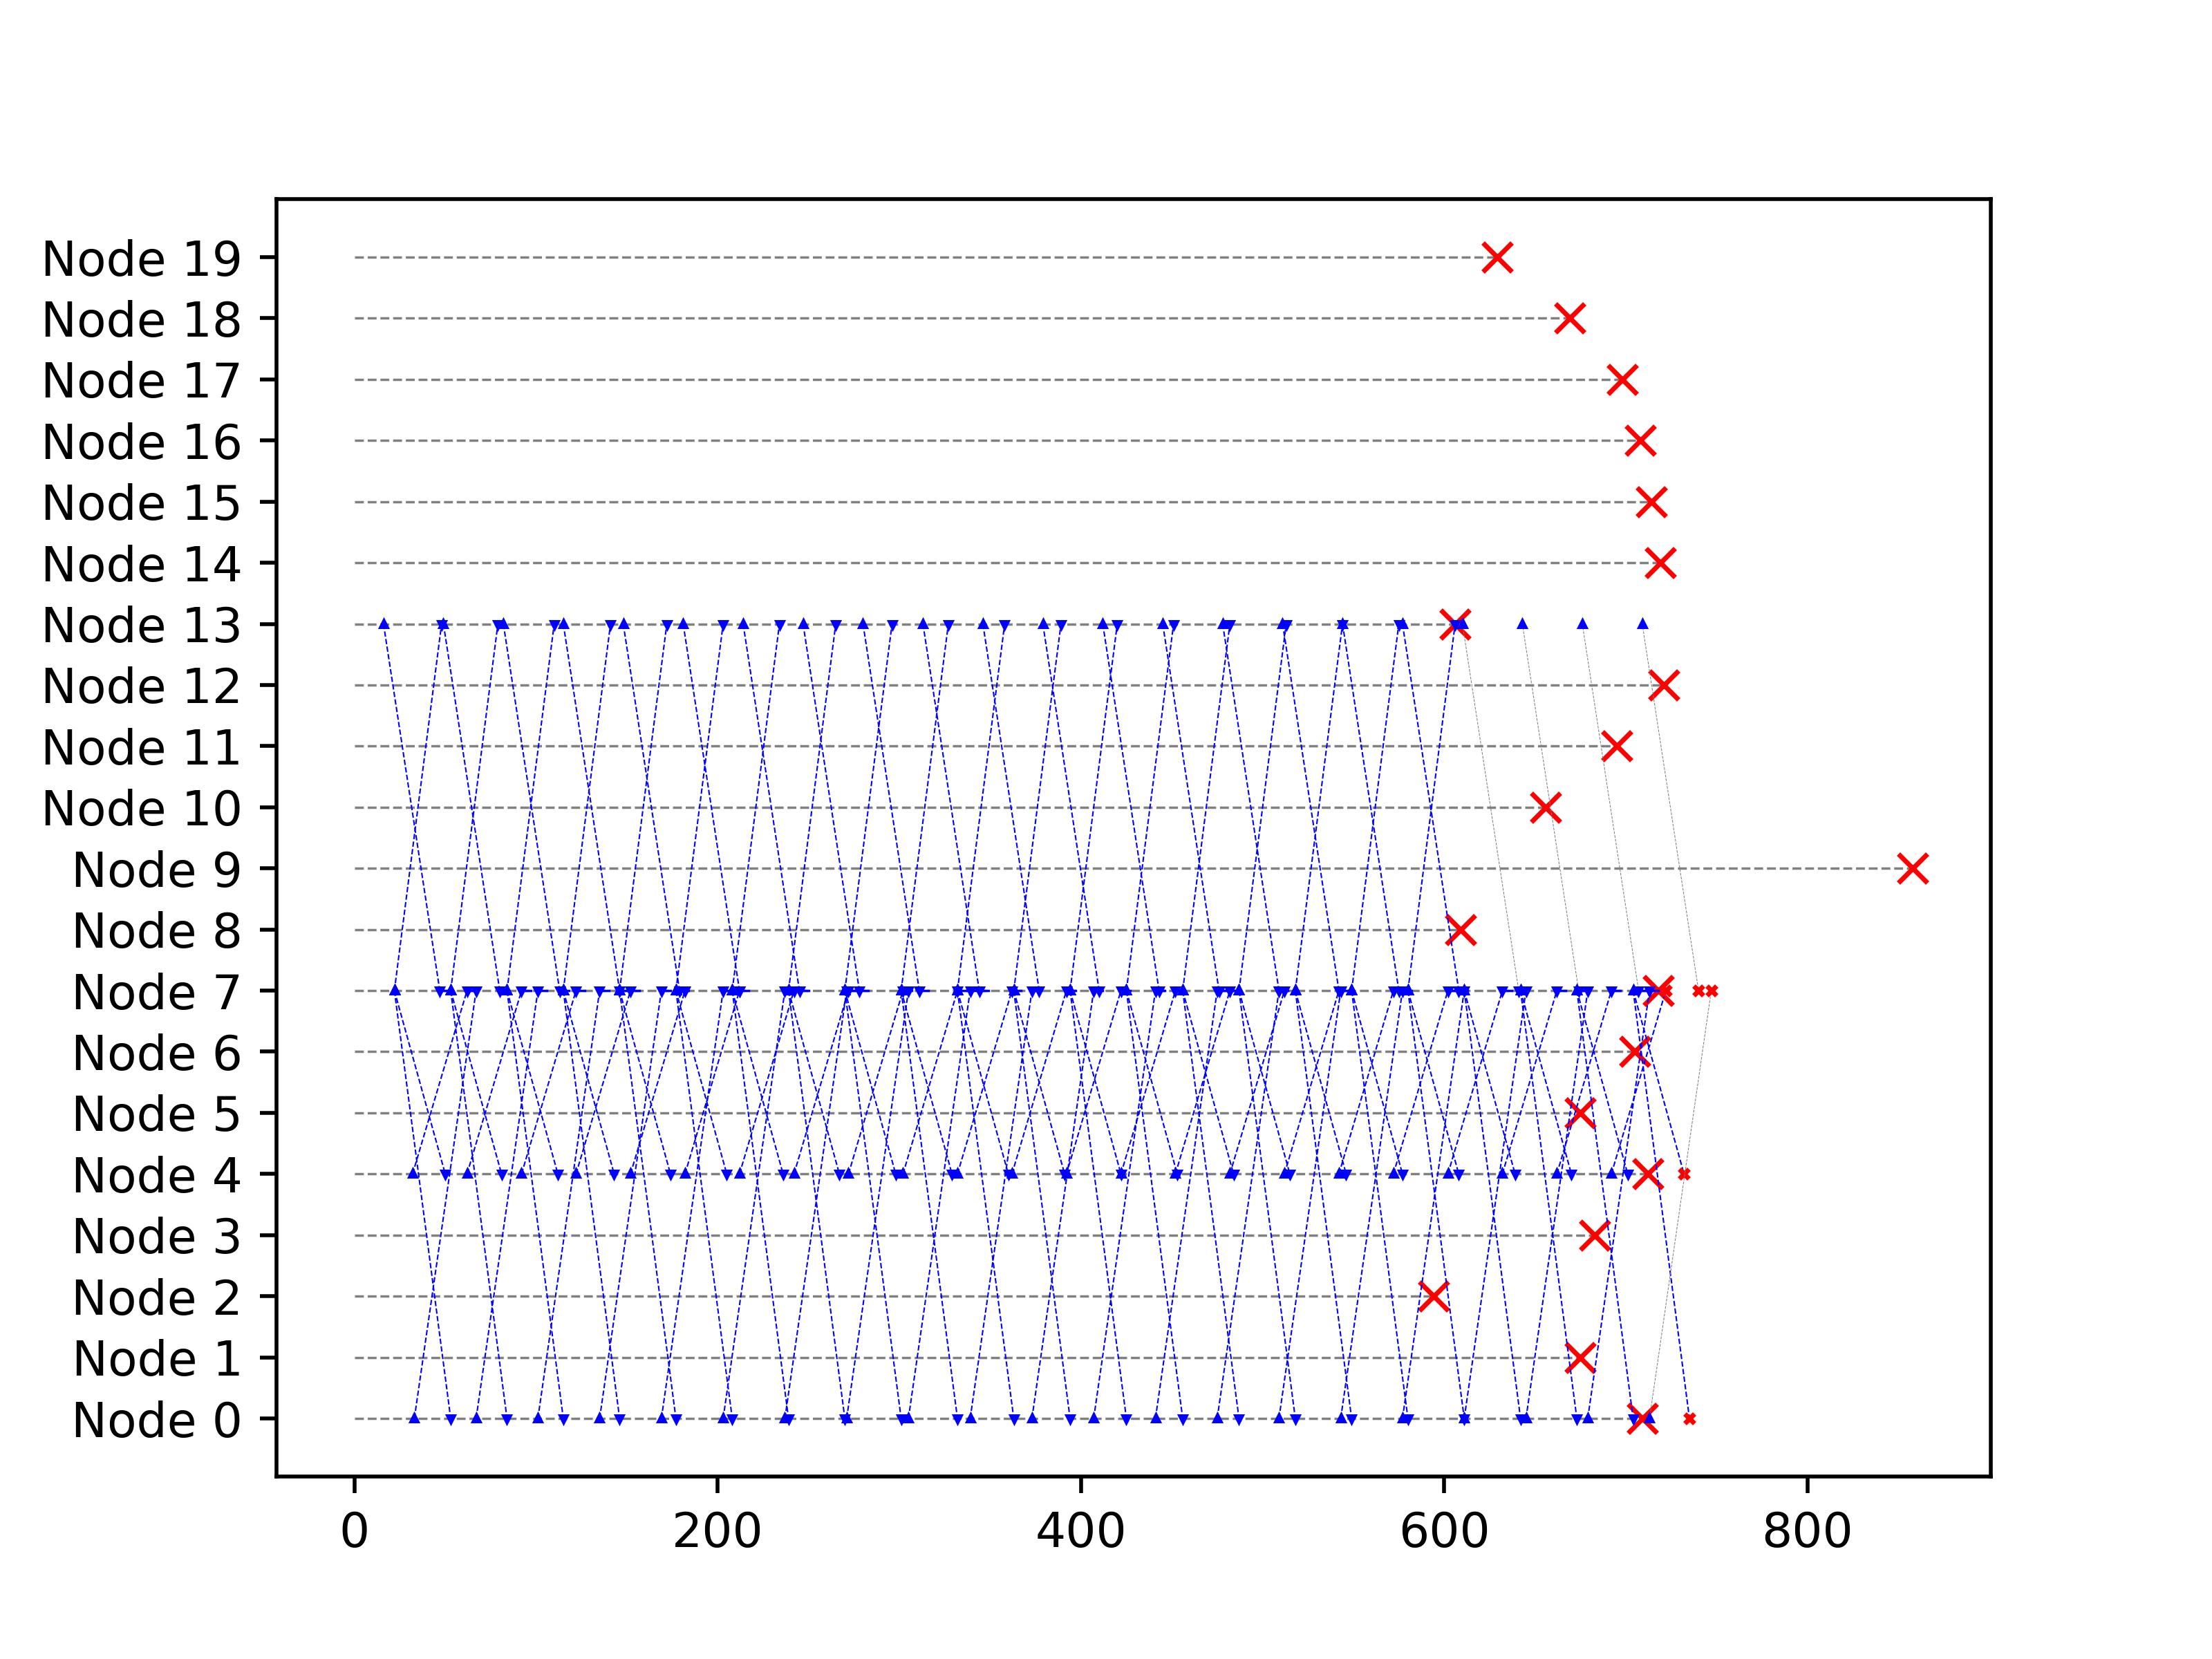 Node 19
Node 18
Node 17
Node 16
Node 15
Node 14
Node 13
Node 12
Node 11
Node 10
Node 9
Node 8
Node 7
Node 6
Node 5
Node 4
Node 3
Node 2
Node 1
Node 0
0 200 400 600 800